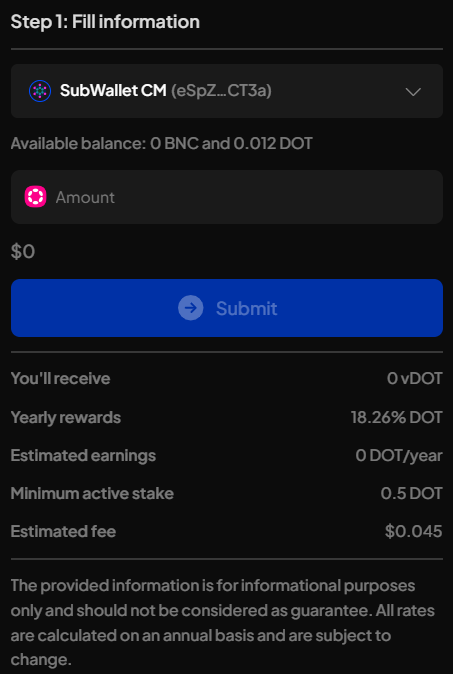 Step 1: Fill information
SubWallet CM (eSpZ...CT3a)
Available balance: 0 BNC and 0.012 DOT
Amount
$0
Submit
You'll receive 0 vDOT
Yearly rewards 18.26% DOT
Estimated earnings 0 DOT/year
Minimum active stake 0.5 DOT
Estimated fee $0.045
The provided information is for informational purposes
only and should not be considered as guarantee. All rates
are calculated on an annual basis and are subject to
change.